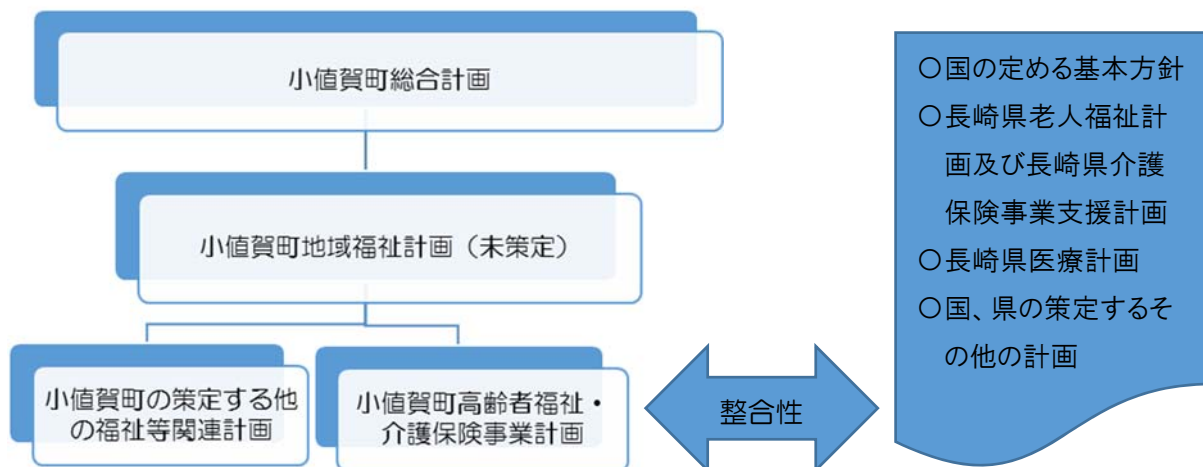 小値賀町総合計画
小値賀町地域福祉計画（未策定）
小値賀町の策定する他
の福祉等関連計画
小値賀町高齢者福祉・
介護保険事業計画
整合性
○国の定める基本方針
○長崎県老人福祉計
画及び長崎県介護
保険事業支援計画
○長崎県医療計画
○国、県の策定するそ
の他の計画